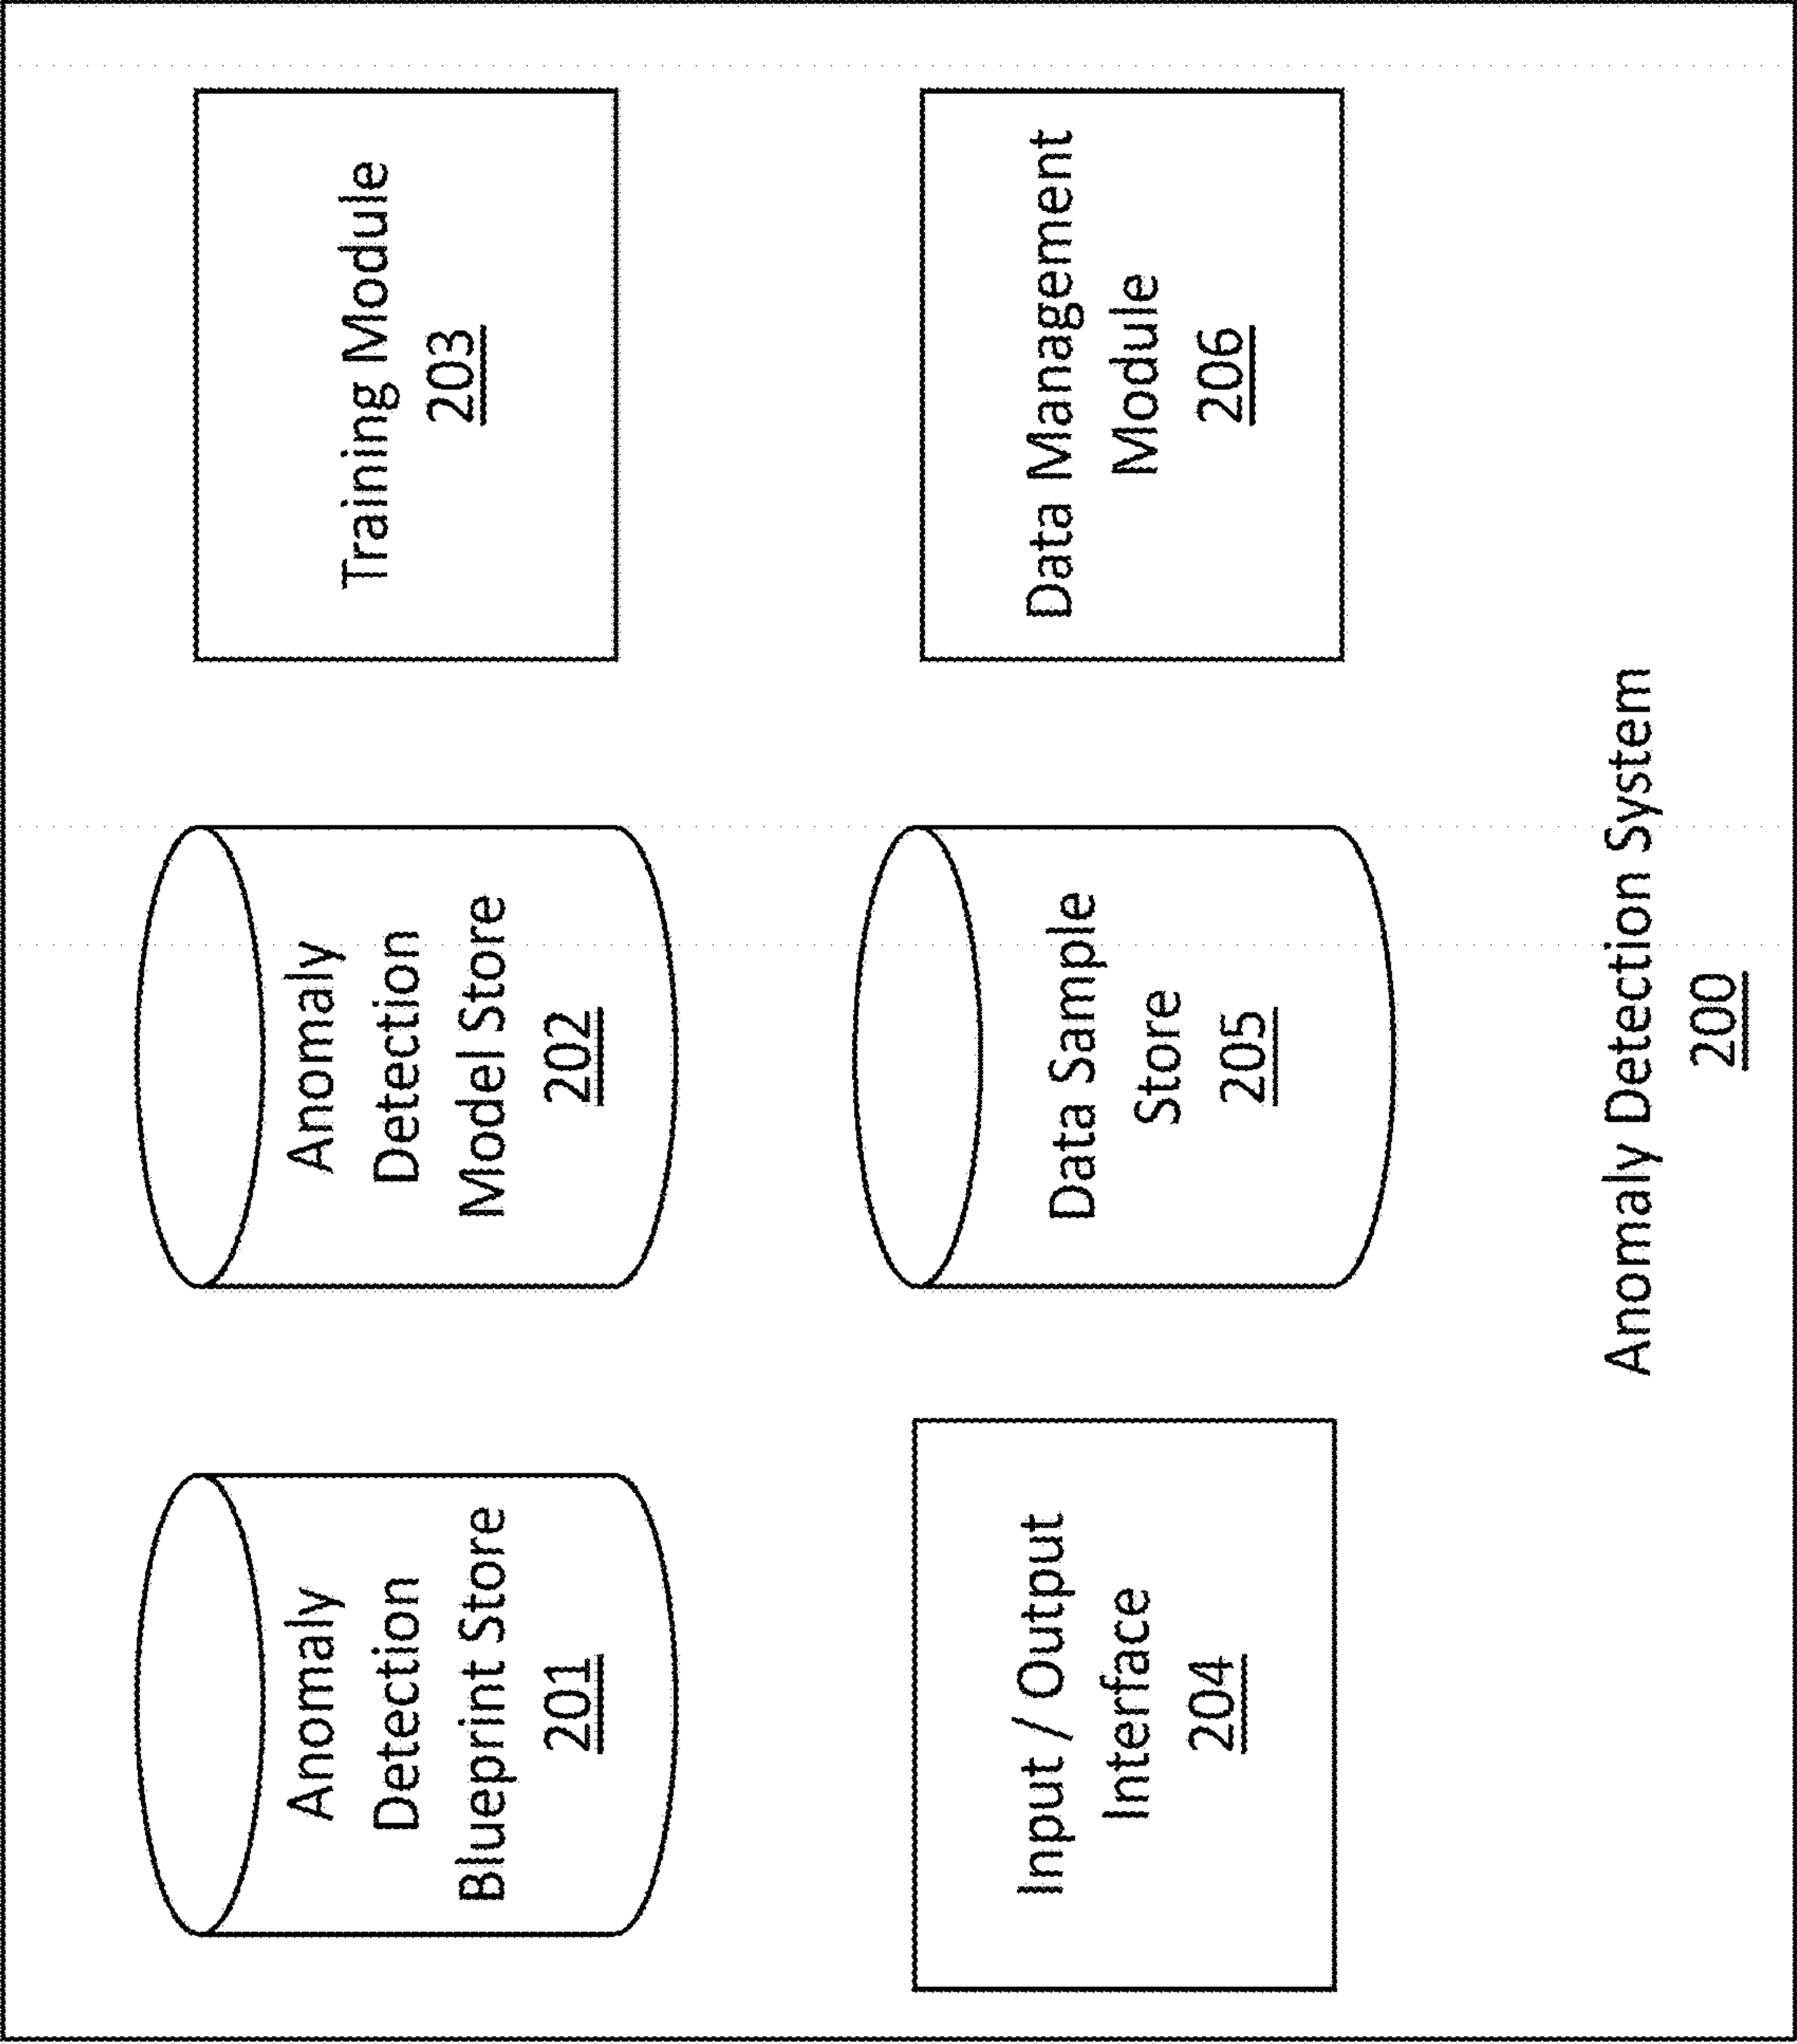 Anomaly
Detection
Blueprint Store
201
Anomaly
Detection
Model Store
202
Training Module
203
Input / Output
Interface
204
Data Sample
Store
205
Data Management
Module
206
Anomaly Detection System
200